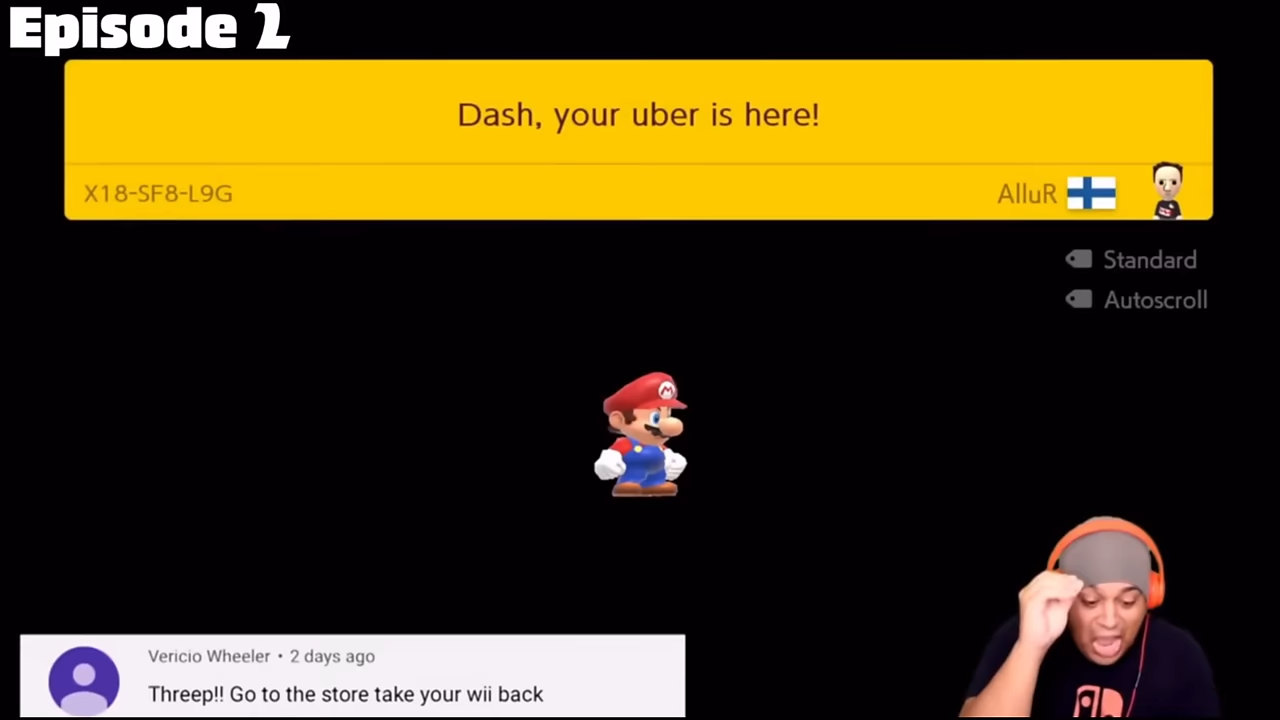 Episode 2
Dash, your uber is here!
X18-SF8-L9G
AlluR
Standard
Autoscroll
M
Vericio Wheeler • 2 days ago
Threep!! Go to the store take your wii back